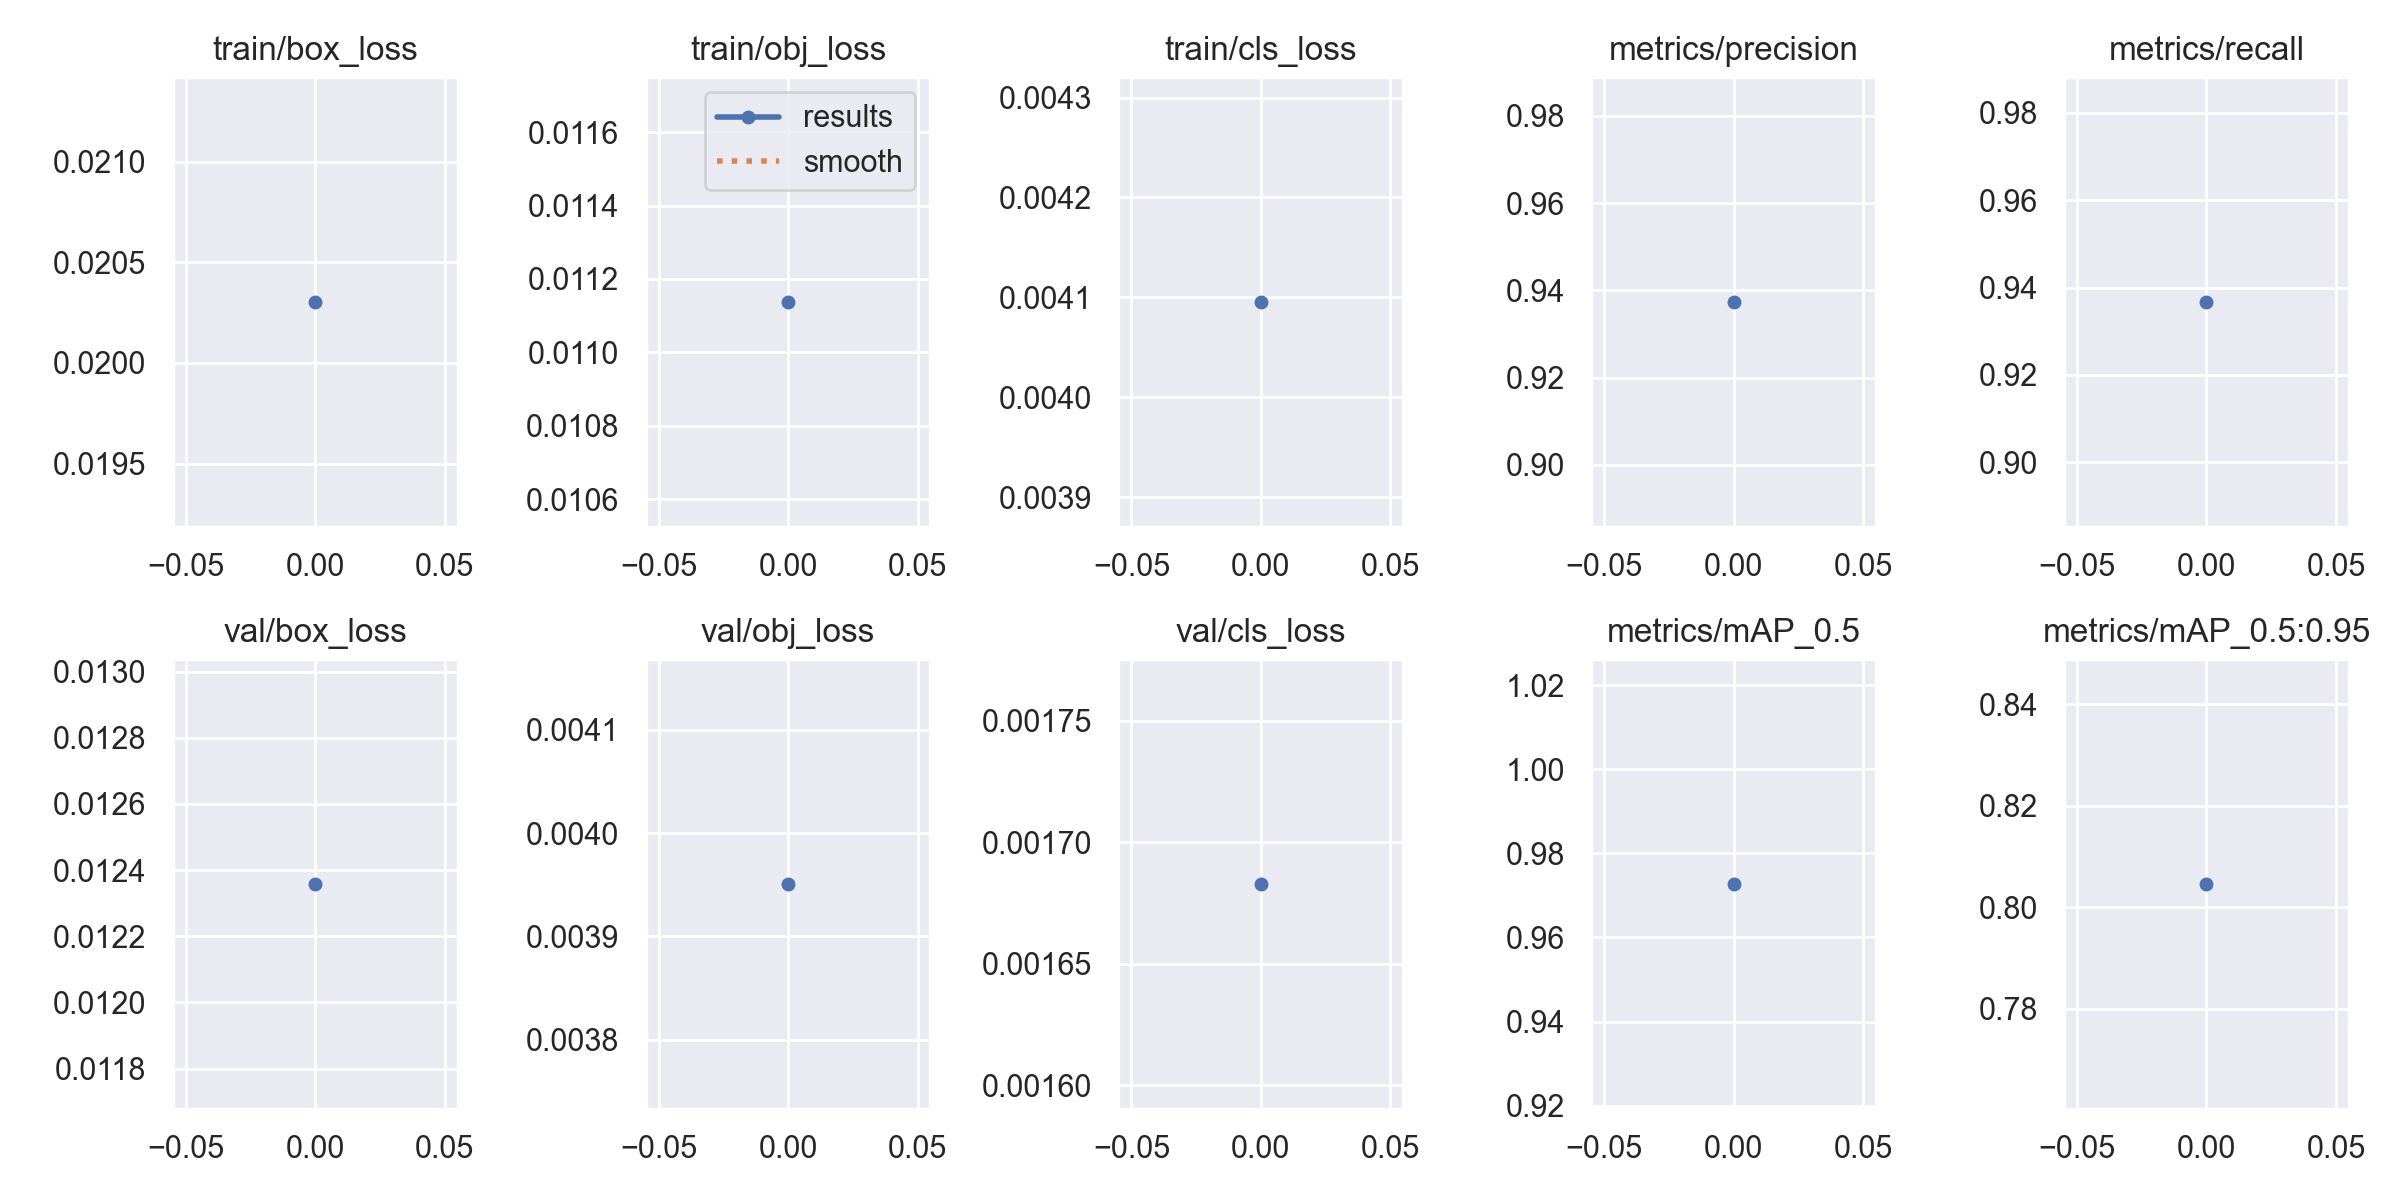 train/box_loss
0.0210
0.0205
0.0200
0.0195
−0.05 0.00 0.05
train/obj_loss
results
smooth
0.0116
0.0114
0.0112
0.0110
0.0108
0.0106
−0.05 0.00 0.05
train/cls_loss
0.0043
0.0042
0.0041
0.0040
0.0039
−0.05 0.00 0.05
metrics/precision
0.98
0.96
0.94
0.92
0.90
−0.05 0.00 0.05
metrics/recall
0.98
0.96
0.94
0.92
0.90
−0.05 0.00 0.05
val/box_loss
0.0130
0.0128
0.0126
0.0124
0.0122
0.0120
0.0118
−0.05 0.00 0.05
val/obj_loss
0.0041
0.0040
0.0039
0.0038
−0.05 0.00 0.05
val/cls_loss
0.00175
0.00170
0.00165
0.00160
−0.05 0.00 0.05
metrics/mAP_0.5
1.02
1.00
0.98
0.96
0.94
0.92
−0.05 0.00 0.05
metrics/mAP_0.5:0.95
0.84
0.82
0.80
0.78
−0.05 0.00 0.05